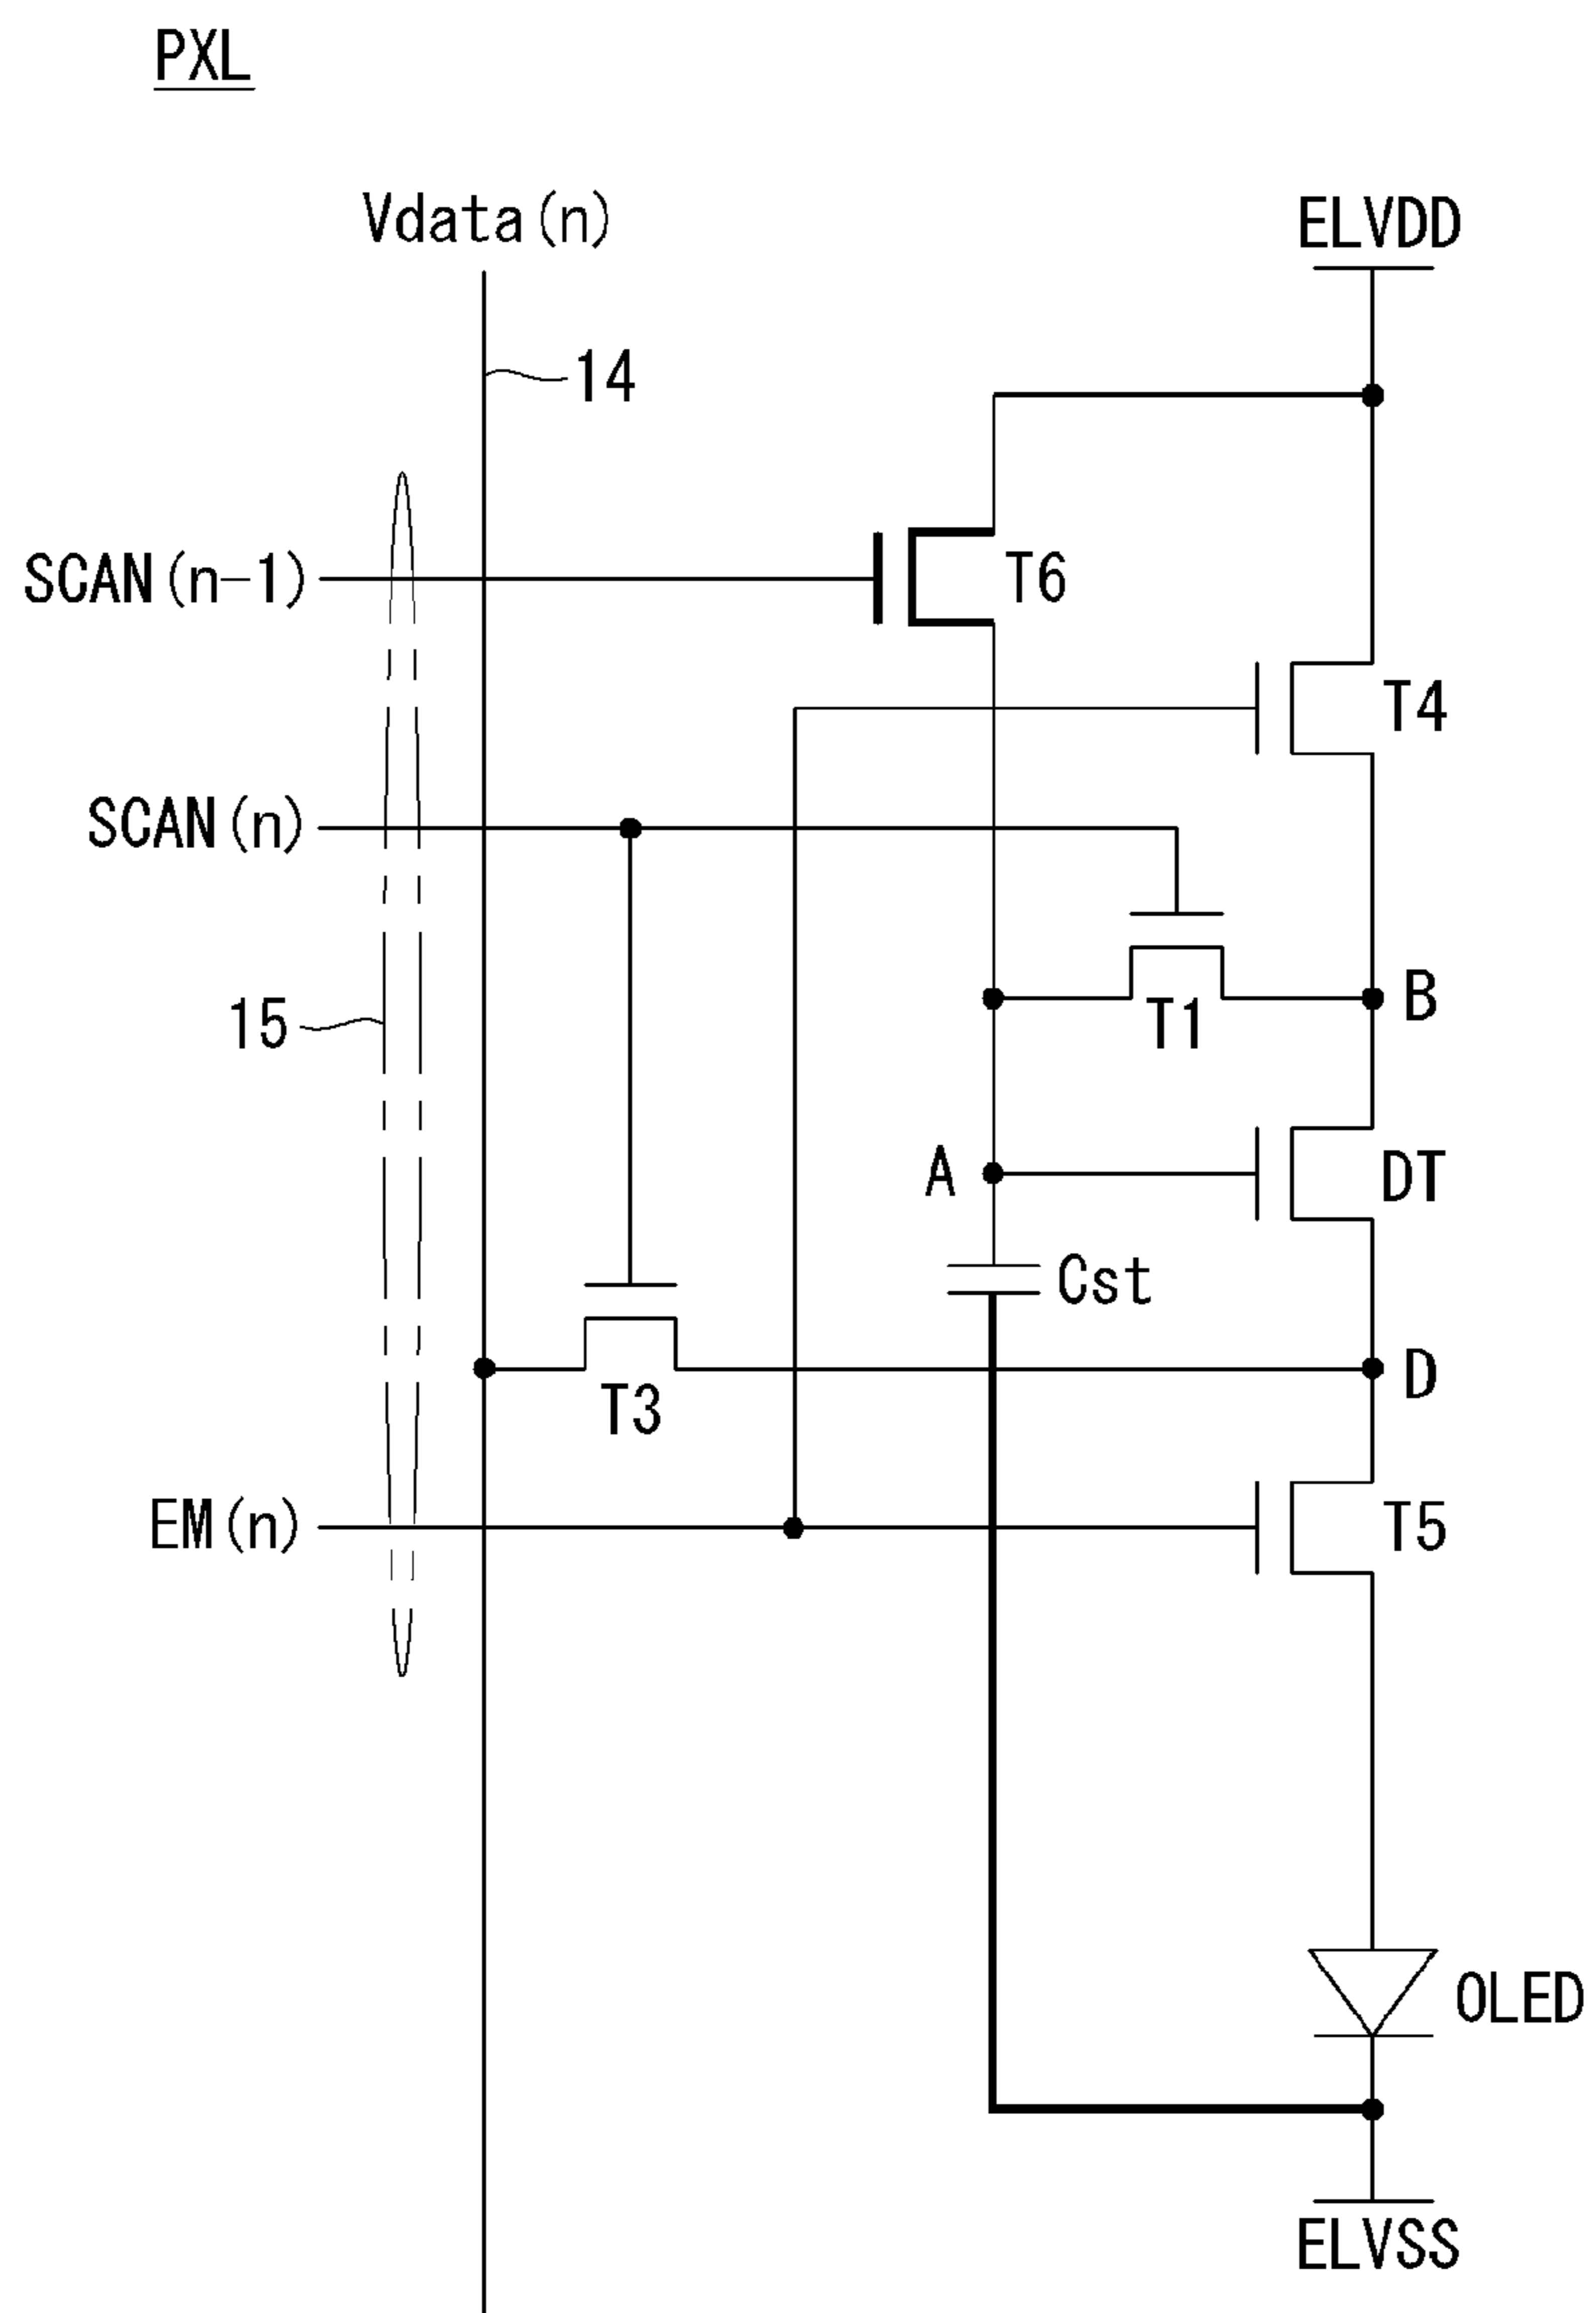 PXL
Vdata(n)
ELVDD
14
SCAN(n-1)
T6
T4
SCAN(n)
15
T1
B
A
DT
Cst
D
T3
EM(n)
T5
OLED
ELVSS